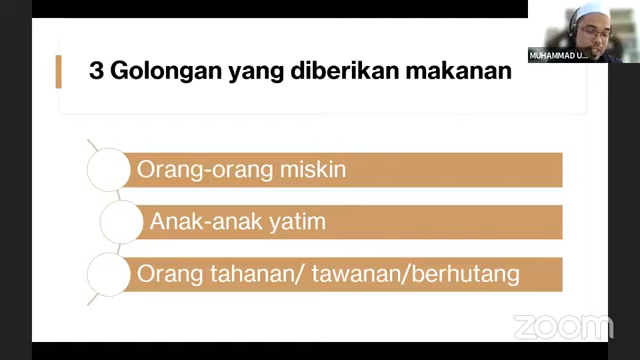 3 Golongan yang diberikan makanan
MUHAMMAD U...
Orang-orang miskin
Anak-anak yatim
Orang tahanan/ tawanan/berhutang
zoom